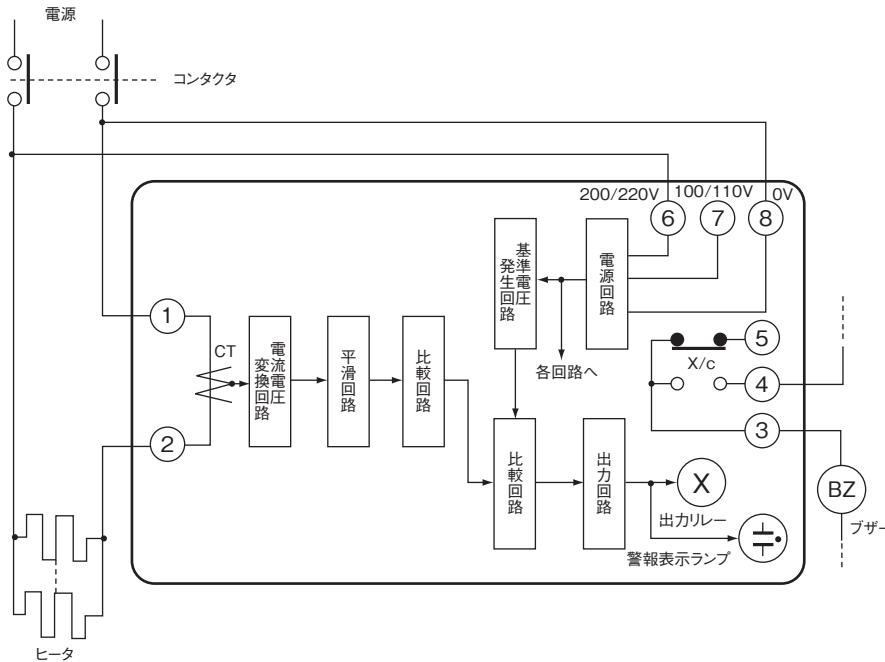 電源
コンタクタ
200/220V
100/110V
0V
6
7
8
基準電圧
発生回路
電源回路
各回路へ
1
CT
電流電圧
変換回路
平滑回路
比較回路
5
X/c
4
3
2
比較回路
出力回路
X
出力リレー
BZ
ブザー
警報表示ランプ
ヒータ